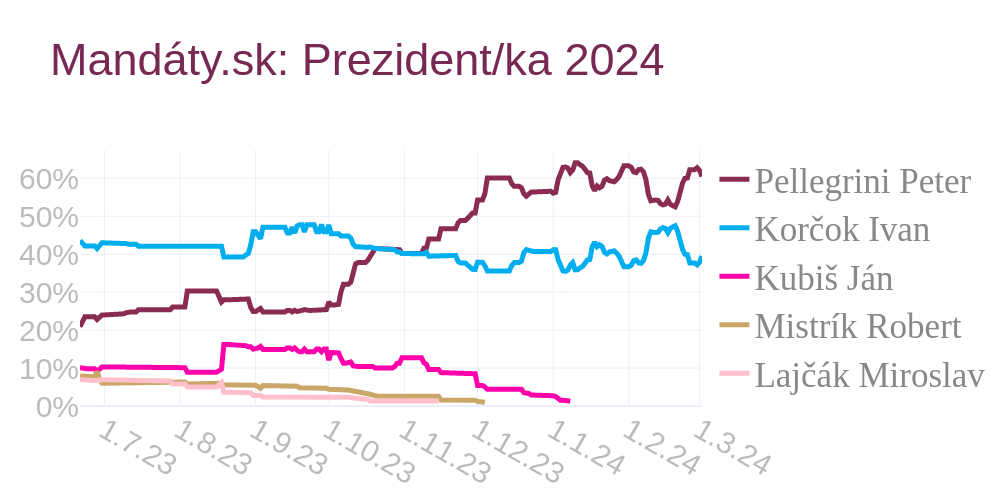 Mandáty.sk: Prezident/ka 2024
60%
50%
40%
30%
20%
10%
0%
1.7.23
1.8.23
1.9.23
1.10.23
1.11.23
1.12.23
1.1.24
1.2.24
1.3.24
Pellegrini Peter
Korčok Ivan
Kubiš Ján
Mistrík Robert
Lajčák Miroslav